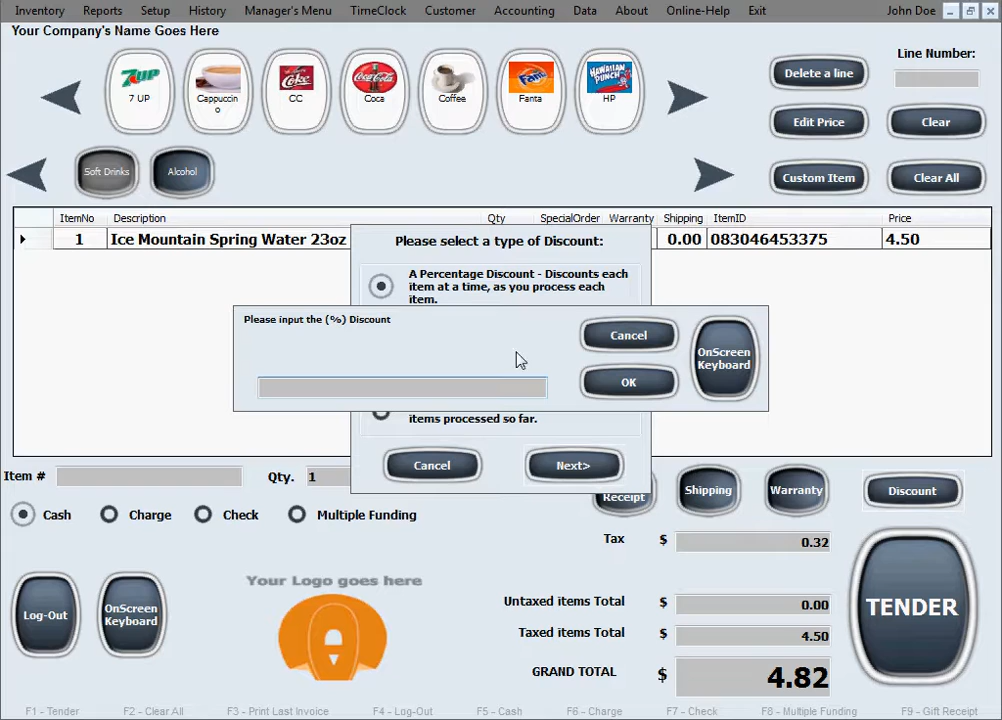 Inventory Reports Setup History Manager's Menu TimeClock Customer Accounting Data About Online-Help Exit John Doe
Your Company's Name Goes Here
7UP
7 UP
Cappuccin
o
Coke
CC
Coca-Cola
Coca
Coffee
Fanta
Fanta
HAWAIIAN
PUNCH
HP
Delete a line
Line Number:
Edit Price
Clear
Soft Drinks
Alcohol
Custom Item
Clear All
ItemNo Description Qty SpecialOrder Warranty Shipping ItemID Price
1 Ice Mountain Spring Water 23oz 0.00 083046453375 4.50
Please select a type of Discount:
A Percentage Discount - Discounts each
item at a time, as you process each
item.
Please input the (%) Discount
Cancel
OK
OnScreen
Keyboard
items processed so far.
Cancel
Next>
Item #
Qty. 1
Receipt
Shipping
Warranty
Discount
Cash Charge Check Multiple Funding
Tax $ 0.32
Log-Out
OnScreen
Keyboard
Your Logo goes here
Untaxed items Total $ 0.00
Taxed items Total $ 4.50
GRAND TOTAL $ 4.82
TENDER
F1 - Tender F2 - Clear All F3 - Print Last Invoice F4 - Log-Out F5 - Cash F6 - Charge F7 - Check F8 - Multiple Funding F9 - Gift Receipt